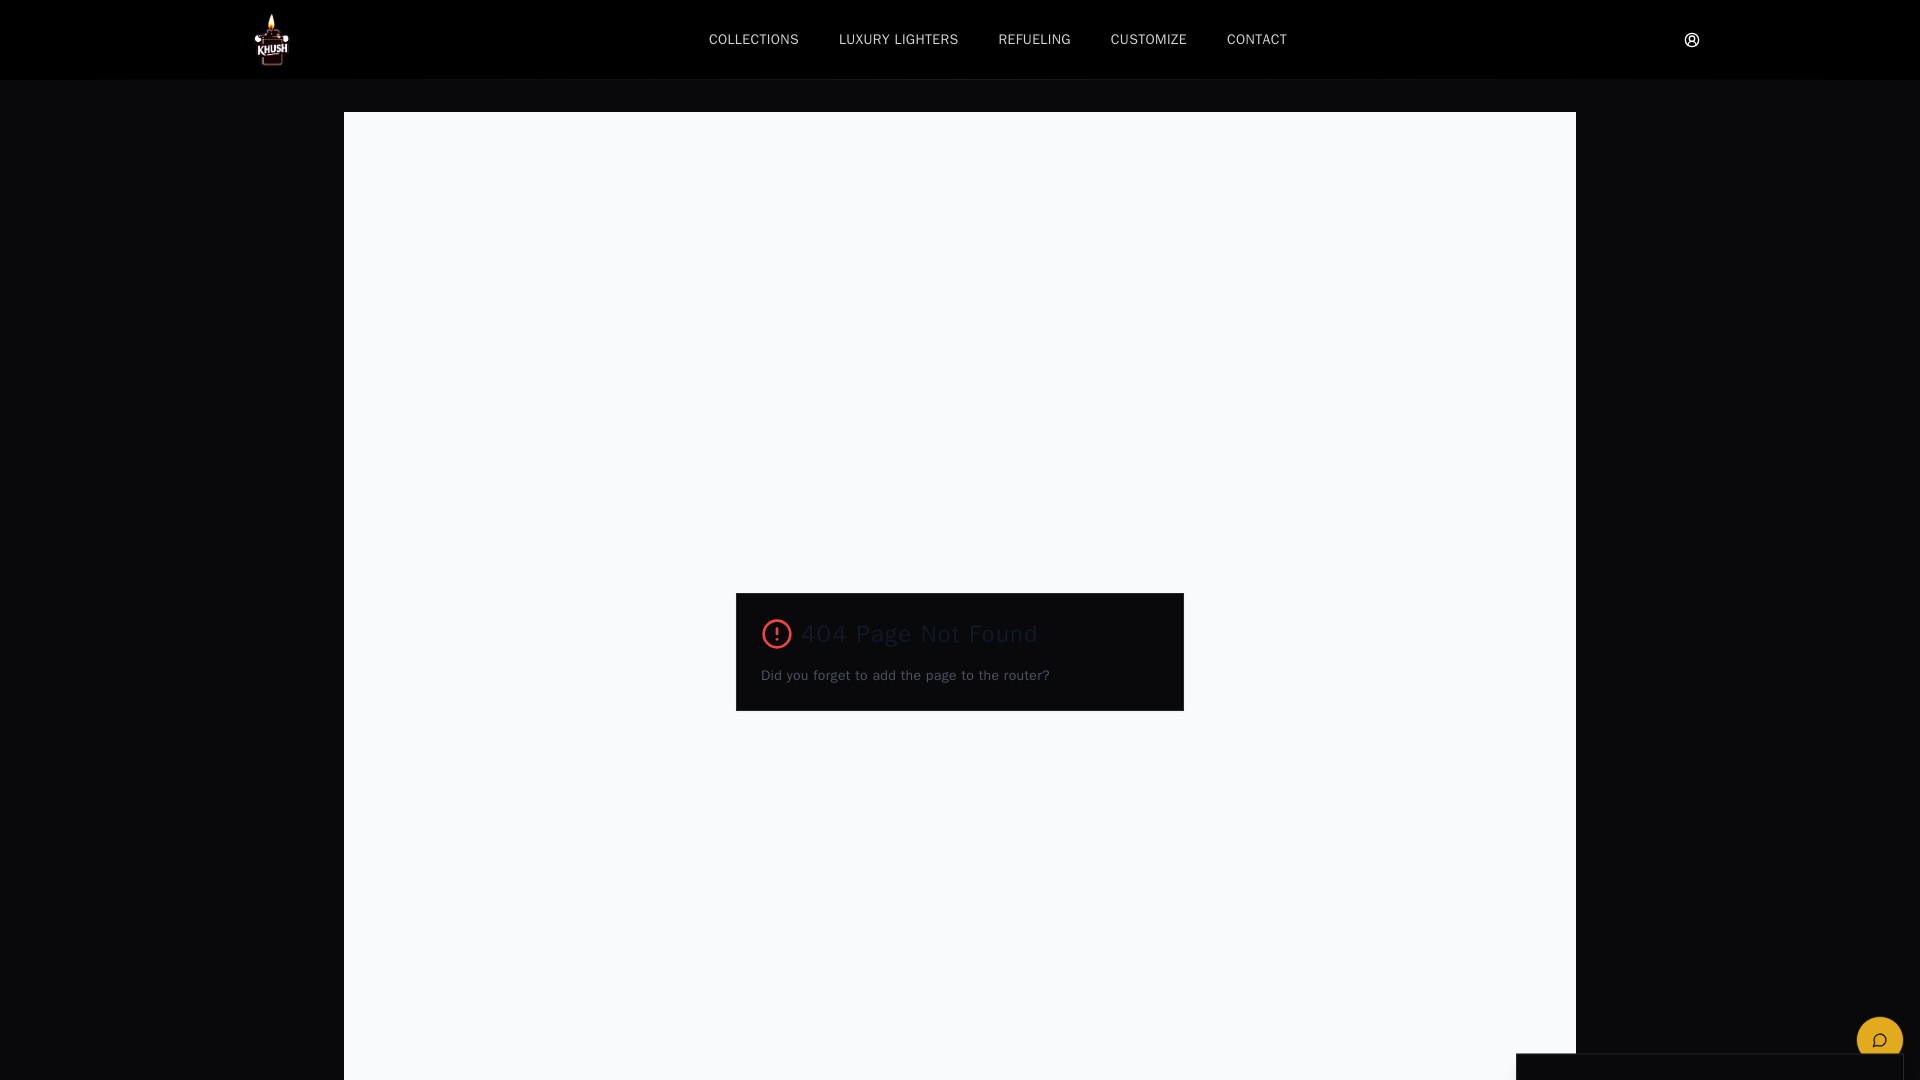 KHUSH
COLLECTIONS
LUXURY LIGHTERS
REFUELING
CUSTOMIZE
CONTACT
404 Page Not Found
Did you forget to add the page to the router?